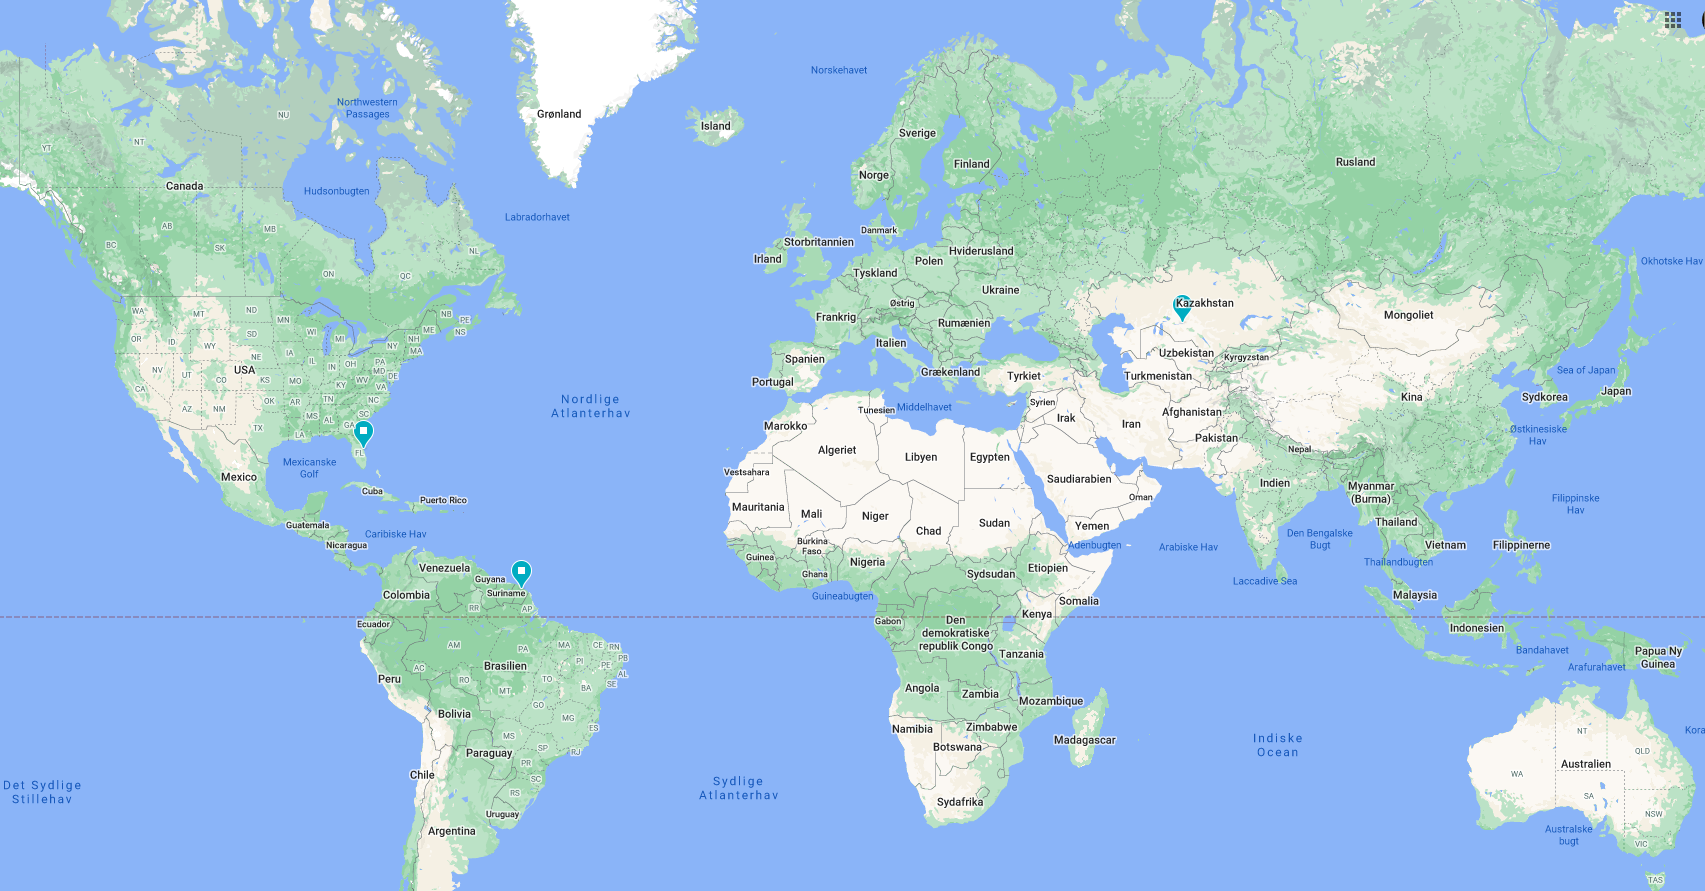 Grønland
Norskehavet
Island
Northwestern
Passages
NU
NT
YT
Sverige
Finland
Norge
Rusland
Canada
Hudsonbugten
Labradorhavet
AB
MB
SK
BC
NL
ON
QC
Danmark
Storbritannien
Irland
Hviderusland
Polen
Tyskland
Ukraine
Okhotske Hav
Østrig
Frankrig
Rumænien
Kazakhstan
Mongoliet
WA
MT
ND
MN
NB
PE
NS
ME
OR
ID
WY
SD
WI
MI
NY
NH
MA
NE
IA
IL
IN
OH
PA
MD
DE
NV
UT
CO
USA
KS
MO
KY
WV
VA
CA
AZ
NM
OK
AR
TN
NC
SC
MS
AL
GA
TX
LA
FL
Italien
Spanien
Portugal
Grækenland
Tyrkiet
Uzbekistan
Kyrgyzstan
Turkmenistan
Sea of Japan
Japan
Sydkorea
Kina
Nordlige
Atlanterhav
Tunesien
Middelhavet
Syrien
Irak
Iran
Afghanistan
Pakistan
Østkinesiske
Hav
Marokko
Algeriet
Libyen
Egypten
Nepal
Mexicanske
Golf
Mexico
Cuba
Puerto Rico
Vestsahara
Saudiarabien
Oman
Indien
Myanmar
(Burma)
Filippinske
Hav
Mauritania
Mali
Niger
Chad
Sudan
Yemen
Thailand
Guatemala
Caribiske Hav
Nicaragua
Burkina
Faso
Adenbugten
Arabiske Hav
Den Bengalske
Bugt
Vietnam
Filippinerne
Guinea
Ghana
Nigeria
Sydsudan
Etiopien
Thailandbugten
Laccadive Sea
Venezuela
Guyana
Suriname
Colombia
Guineabugten
Somalia
Malaysia
RR
AP
Kenya
Ecuador
Gabon
Den
demokratiske
republik Congo
Indonesien
AM
PA
MA
CE
RN
PB
PI
PE
AL
SE
Tanzania
Bandahavet
Papua Ny
Guinea
Arafurahavet
AC
Brasilien
RO
TO
BA
MT
Peru
Angola
Zambia
Mozambique
GO
Bolivia
MG
ES
MS
SP
RJ
Namibia
Zimbabwe
Botswana
Madagascar
Indiske
Ocean
NT
QLD
Kora
Paraguay
PR
SC
Chile
WA
Australien
Det Sydlige
Stillehav
Sydlige
Atlanterhav
RS
Uruguay
Sydafrika
SA
NSW
Argentina
Australske
bugt
VIC
TAS